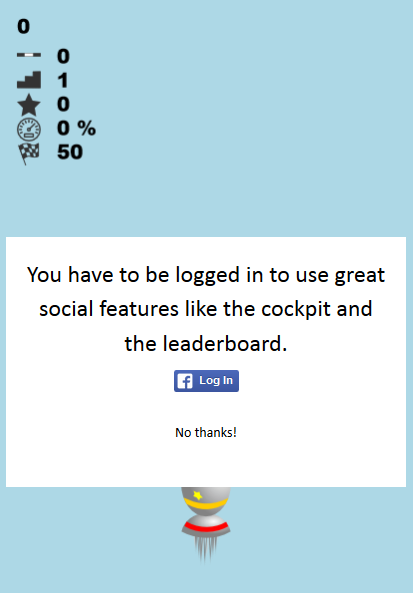 0
0
1
0
0 %
50
You have to be logged in to use great
social features like the cockpit and
the leaderboard.
f Log In
No thanks!